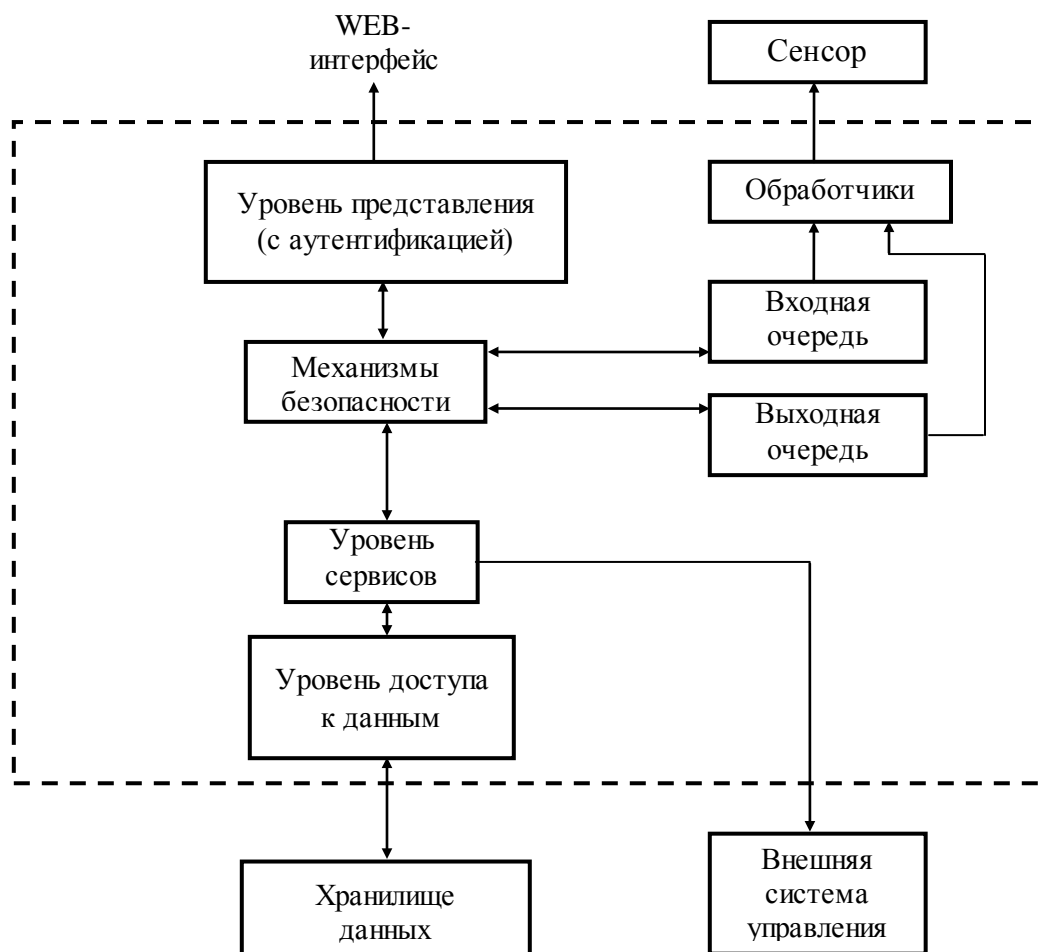 WEB-
интерфейс
Сенсор
Уровень представления
(с аутентификацией)
Обработчики
Входная
очередь
Механизмы
безопасности
Выходная
очередь
Уровень
сервисов
Уровень доступа
к данным
Хранилище
данных
Внешняя
система
управления